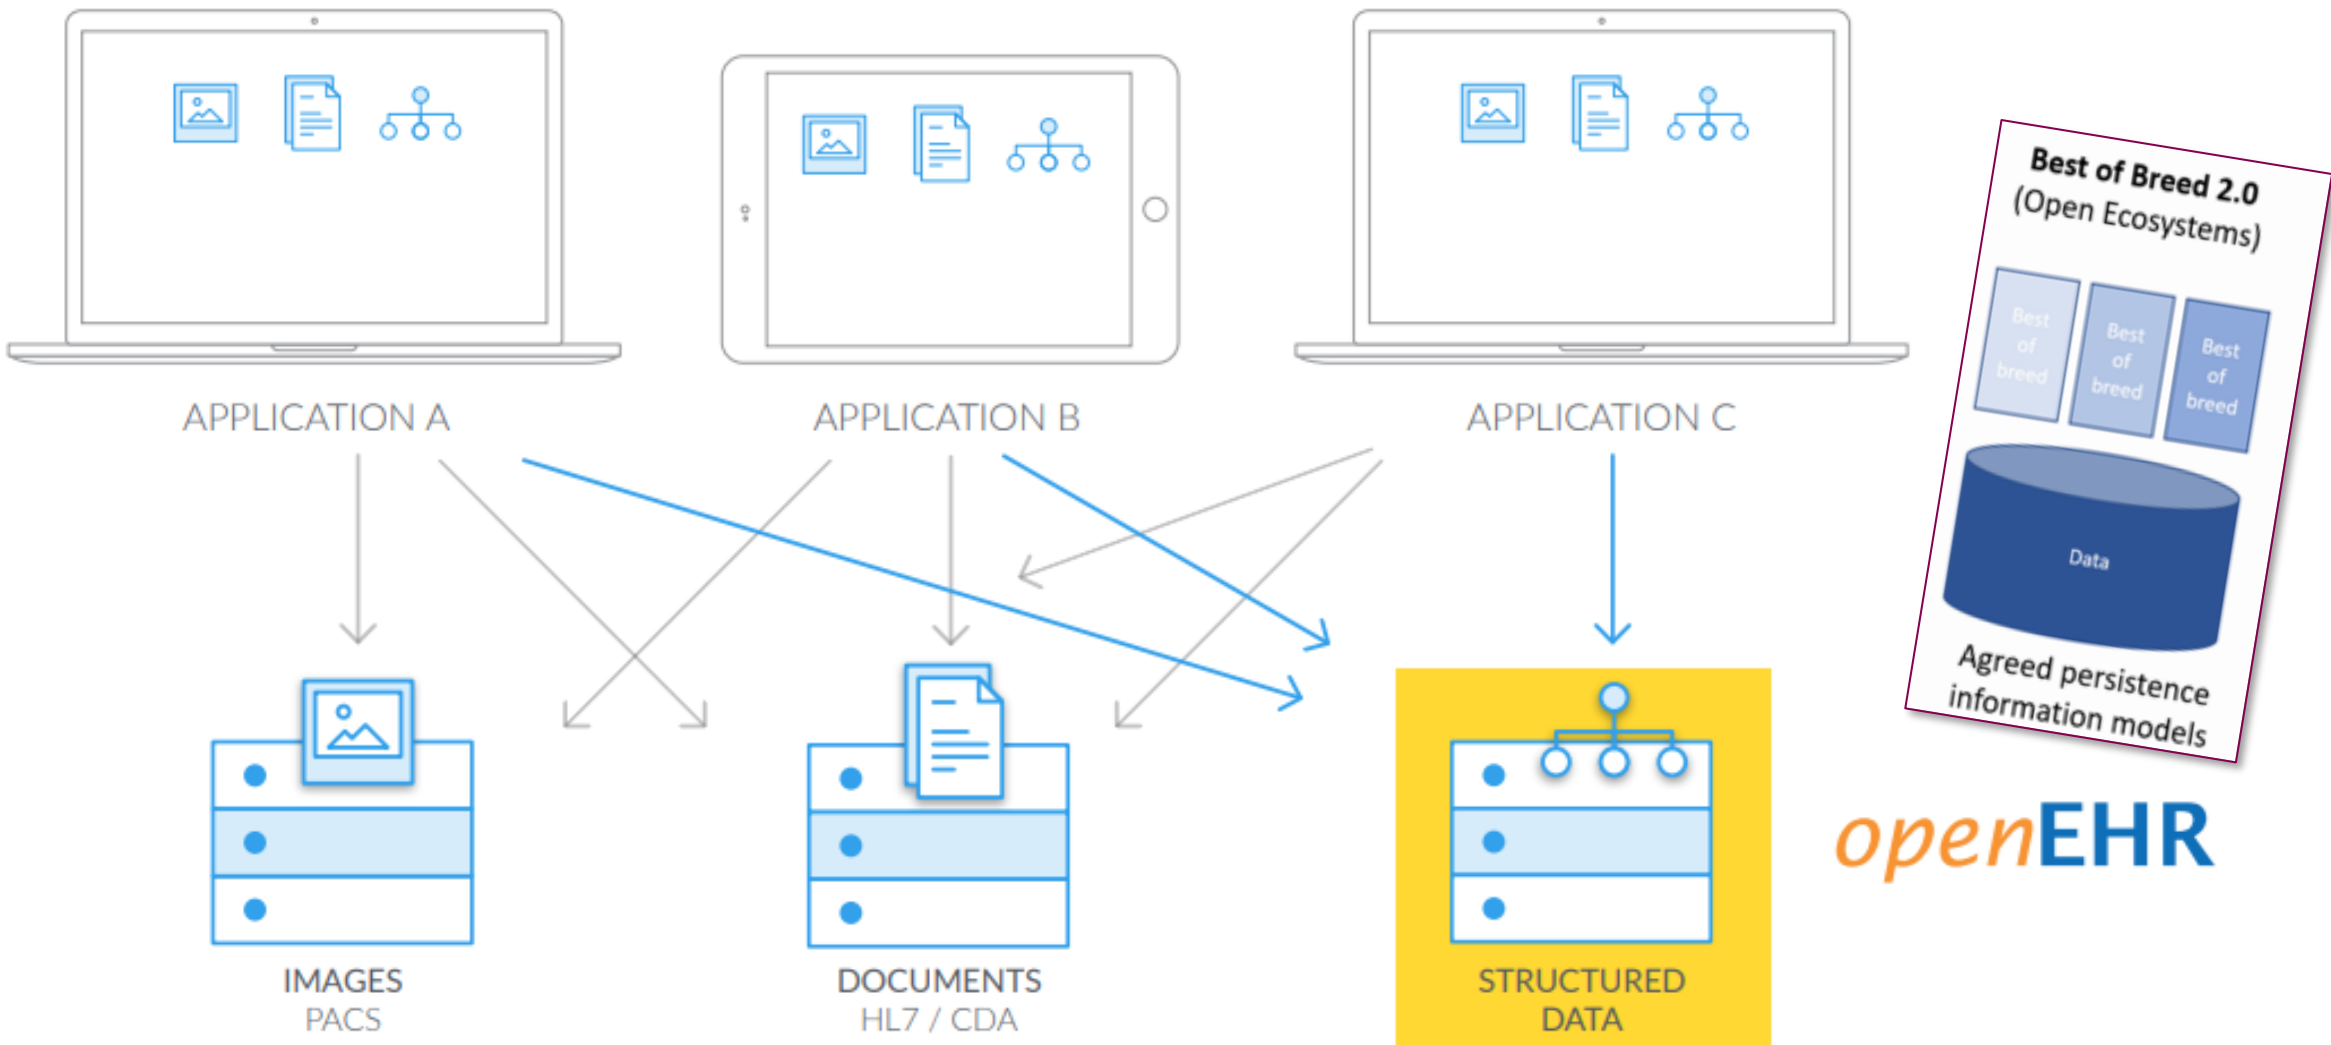 APPLICATION A
APPLICATION B
APPLICATION C
IMAGES
PACS
DOCUMENTS
HL7 / CDA
STRUCTURED
DATA
Best of Breed 2.0
(Open Ecosystems)
Best
of
breed
Best
of
breed
Best
of
breed
Data
Agreed persistence
information models
openEHR